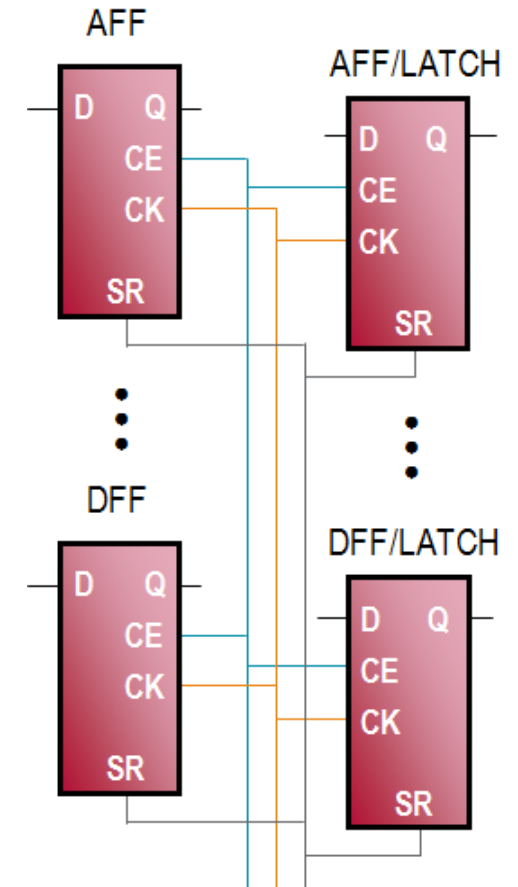 AFF
D Q
CE
CK
SR
AFF/LATCH
D Q
CE
CK
SR
DFF
D Q
CE
CK
SR
DFF/LATCH
D Q
CE
CK
SR